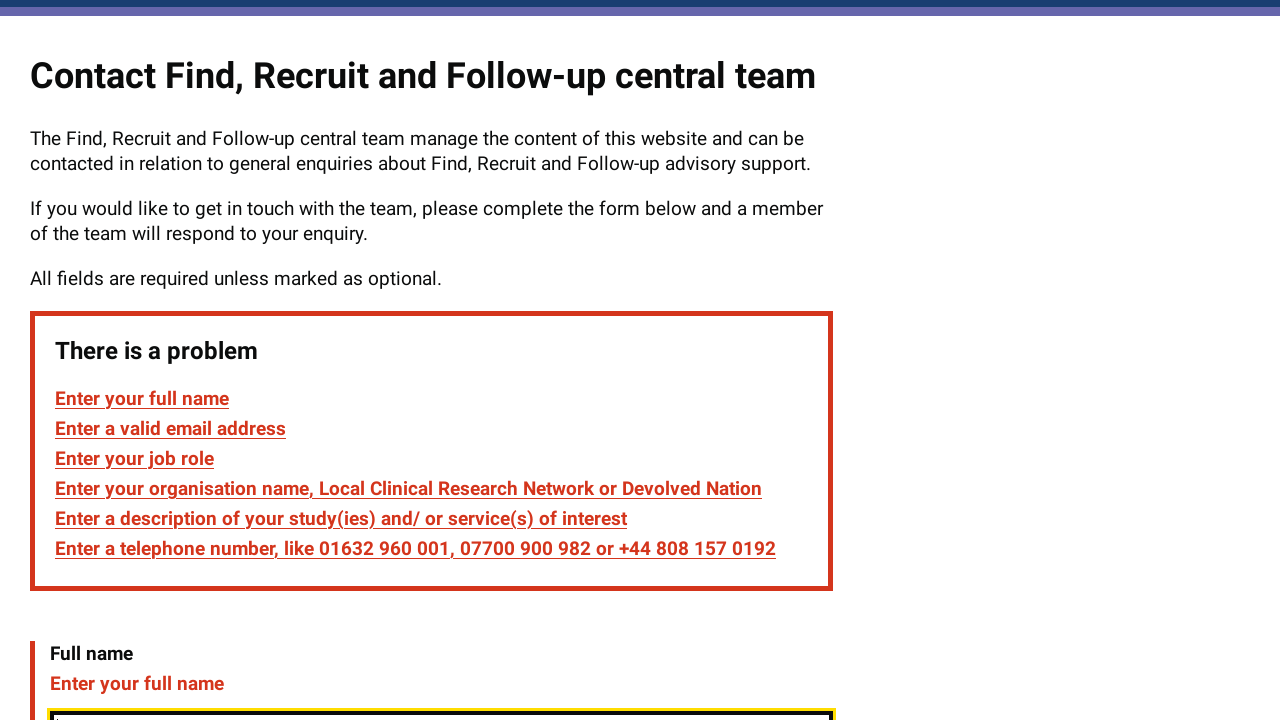 Contact Find, Recruit and Follow-up central team
The Find, Recruit and Follow-up central team manage the content of this website and can be
contacted in relation to general enquiries about Find, Recruit and Follow-up advisory support.
If you would like to get in touch with the team, please complete the form below and a member
of the team will respond to your enquiry.
All fields are required unless marked as optional.
There is a problem
Enter your full name
Enter a valid email address
Enter your job role
Enter your organisation name, Local Clinical Research Network or Devolved Nation
Enter a description of your study(ies) and/ or service(s) of interest
Enter a telephone number, like 01632 960 001, 07700 900 982 or +44 808 157 0192
Full name
Enter your full name